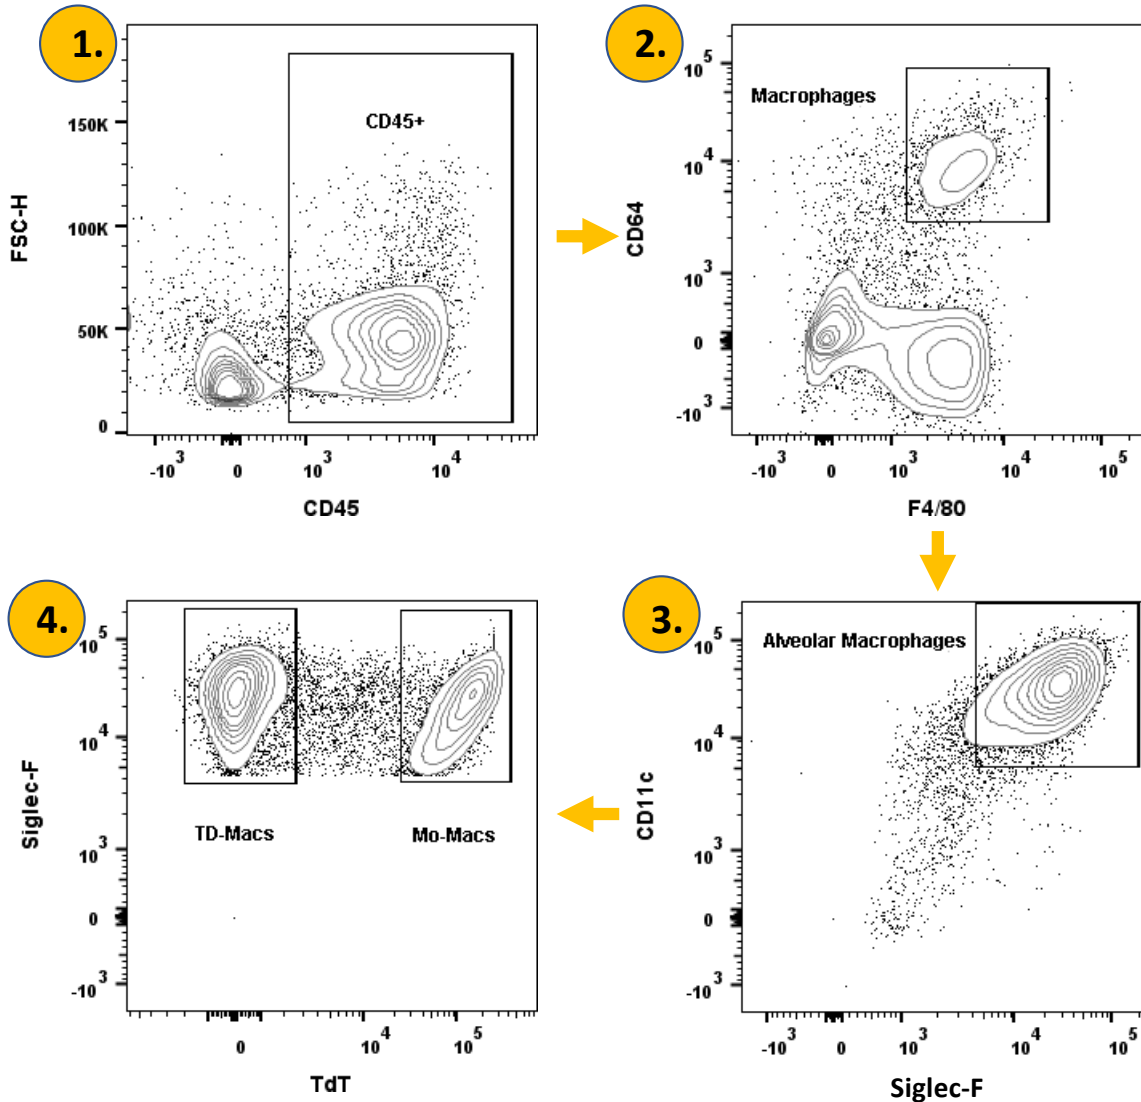 1.
CD45+
150K
100K
50K
0
FSC-H
-10 3 0 10 3 10 4
CD45
2.
Macrophages
10 5
10 4
10 3
0
-10 3
CD64
10 3 10 4 10 5
0
F4/80
3.
Alveolar Macrophages
10 5
10 4
10 3
0
-10 3
CD11c
-10 3 0 10 3 10 4 10 5
Siglec-F
4.
10 5
10 4
10 3
0
-10 3
Siglec-F
TD-Macs Mo-Macs
0 10 4 10 5
TdT